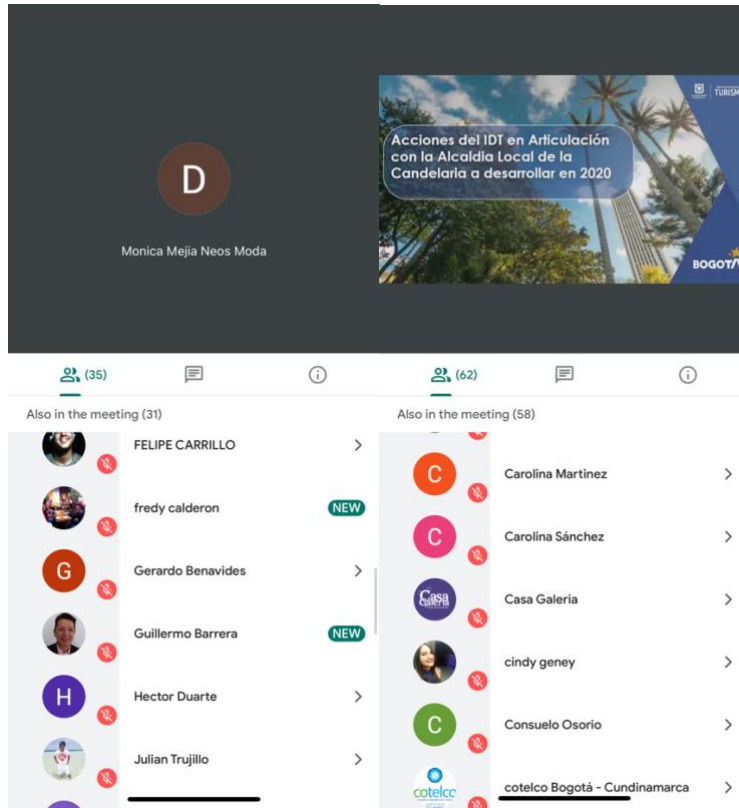 D
Monica Mejia Neos Moda
(35)
Also in the meeting (31)
FELIPE CARRILLO
fredy calderon
NEW
G
Gerardo Benavides
Guillermo Barrera
NEW
H
Hector Duarte
Julian Trujillo
TURISM
Acciones del IDT en Articulación
con la Alcaldia Local de la
Candelaria a desarrollar en 2020
BOGOTÁ
(62)
Also in the meeting (58)
C
Carolina Martinez
C
Carolina Sánchez
Casa
Galeria
Casa Galeria
cindy geney
C
Consuelo Osorio
cotelco
cotelco Bogotá - Cundinamarca